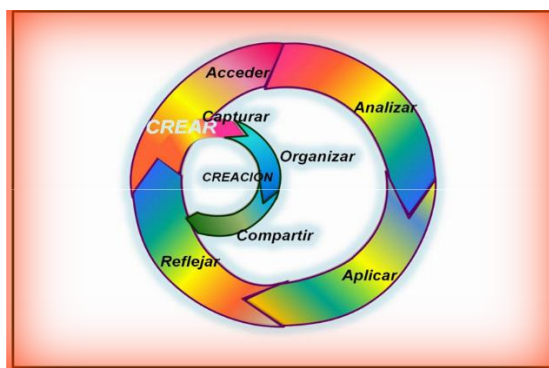 Acceder
Capturar
CREAR
Analizar
Organizar
CREACION
Compartir
Reflejar
Aplicar